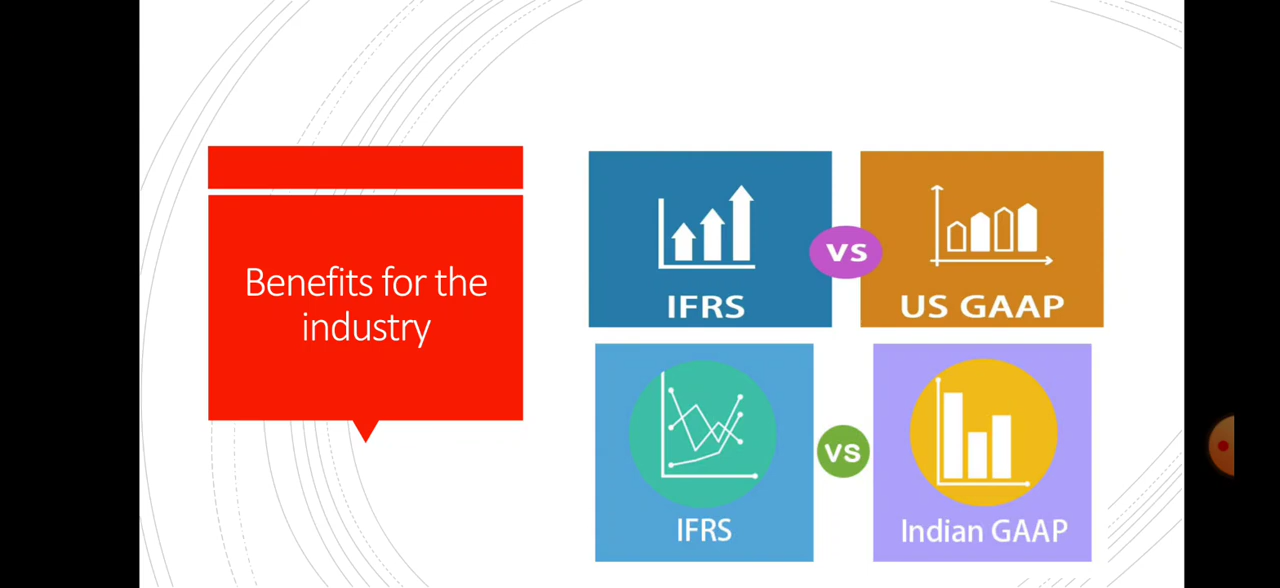 Benefits for the
industry
IFRS
VS
US GAAP
IFRS
VS
Indian GAAP